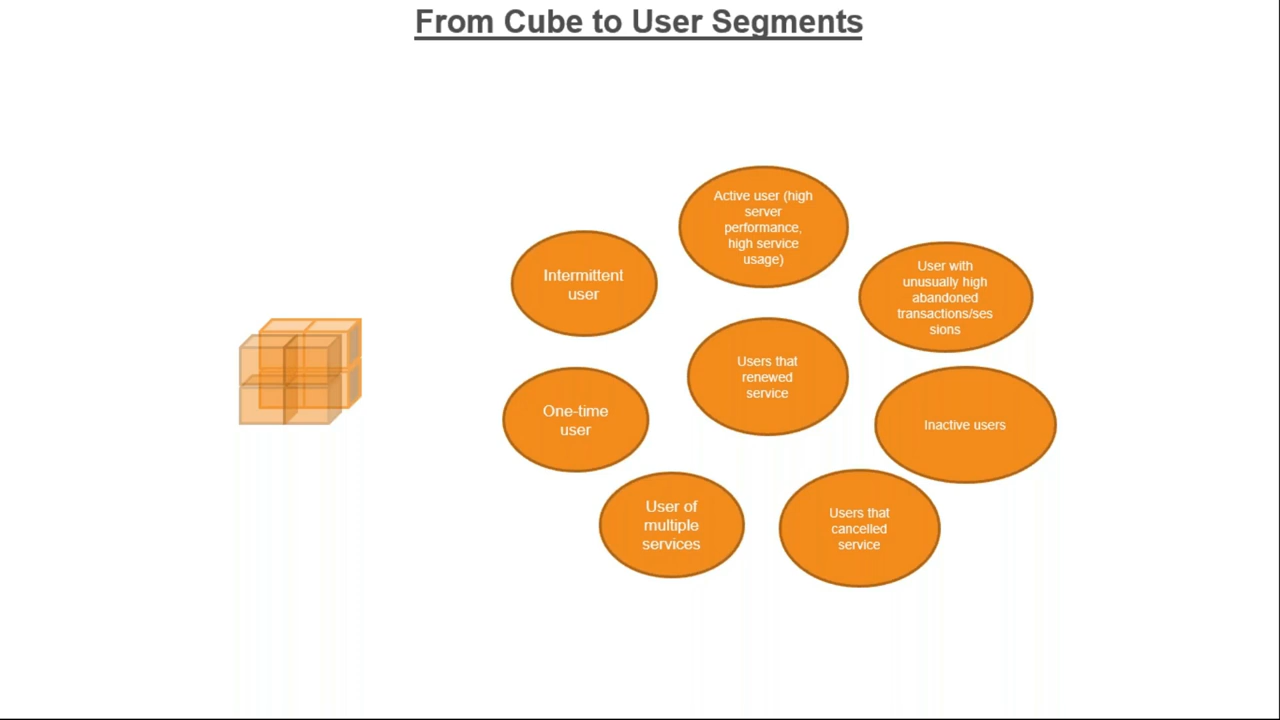 From Cube to User Segments
Active user (high
server
performance,
high service
usage)
Intermittent
user
User with
unusually high
abandoned
transactions/ses
sions
Users that
renewed
service
One-time
user
Inactive users
User of
multiple
services
Users that
cancelled
service